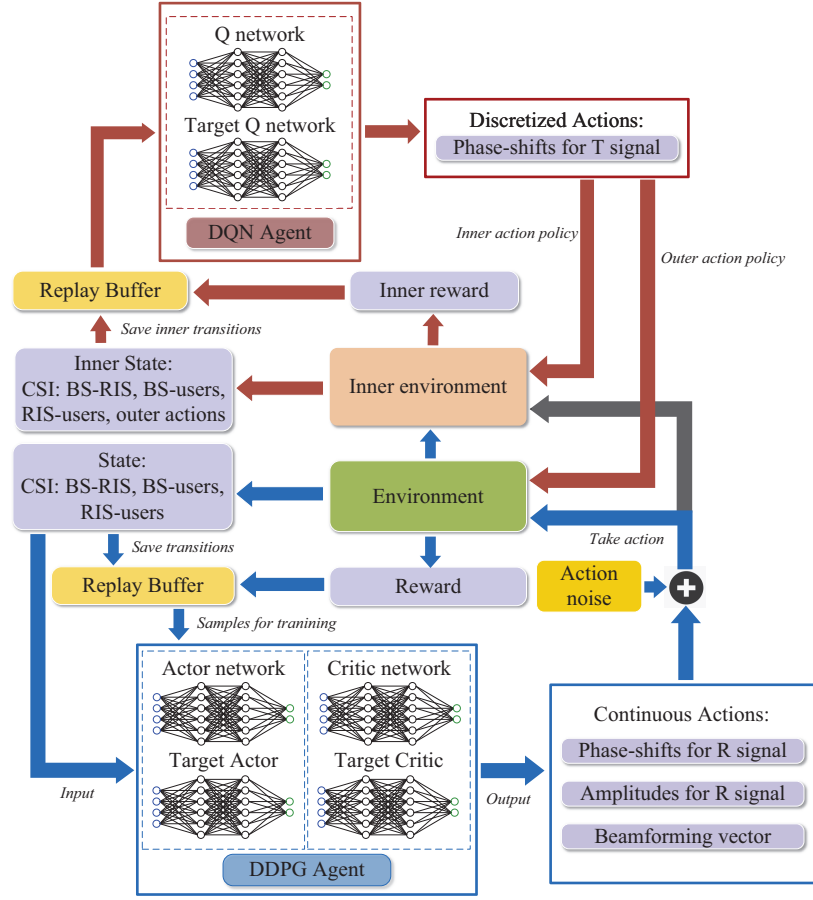 Q network
Target Q network
DQN Agent
Discretized Actions:
Phase-shifts for T signal
Inner action policy
Outer action policy
Replay Buffer
Inner reward
Save inner transitions
Inner State:
CSI: BS-RIS, BS-users,
RIS-users, outer actions
Inner environment
State:
CSI: BS-RIS, BS-users,
RIS-users
Environment
Save transitions
Take action
Replay Buffer
Reward
Action
noise
+
Samples for tranining
Actor network
Critic network
Target Actor
Target Critic
DDPG Agent
Input
Output
Continuous Actions:
Phase-shifts for R signal
Amplitudes for R signal
Beamforming vector